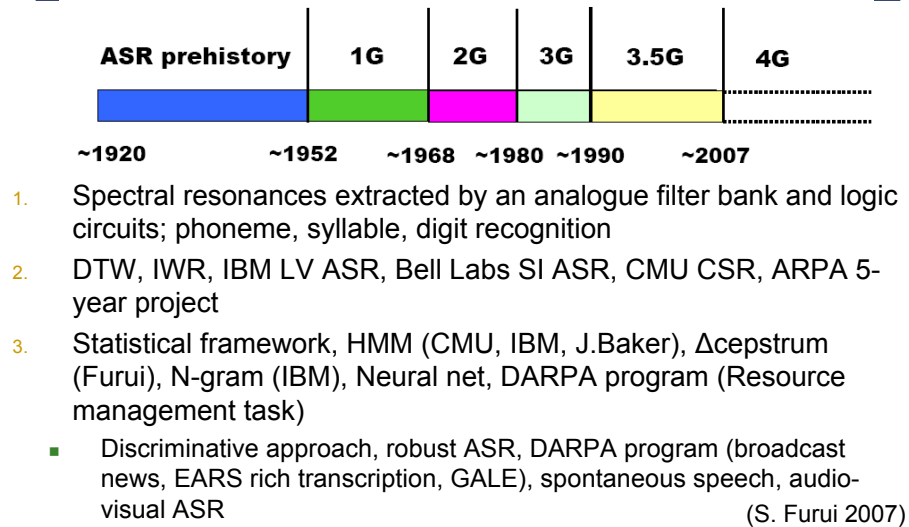 ASR prehistory 1G 2G 3G 3.5G 4G
~1920 ~1952 ~1968 ~1980 ~1990 ~2007
1. Spectral resonances extracted by an analogue filter bank and logic
circuits; phoneme, syllable, digit recognition
2. DTW, IWR, IBM LV ASR, Bell Labs SI ASR, CMU CSR, ARPA 5-
year project
3. Statistical framework, HMM (CMU, IBM, J.Baker), Δcepstrum
(Furui), N-gram (IBM), Neural net, DARPA program (Resource
management task)
▪ Discriminative approach, robust ASR, DARPA program (broadcast
news, EARS rich transcription, GALE), spontaneous speech, audio-
visual ASR
(S. Furui 2007)